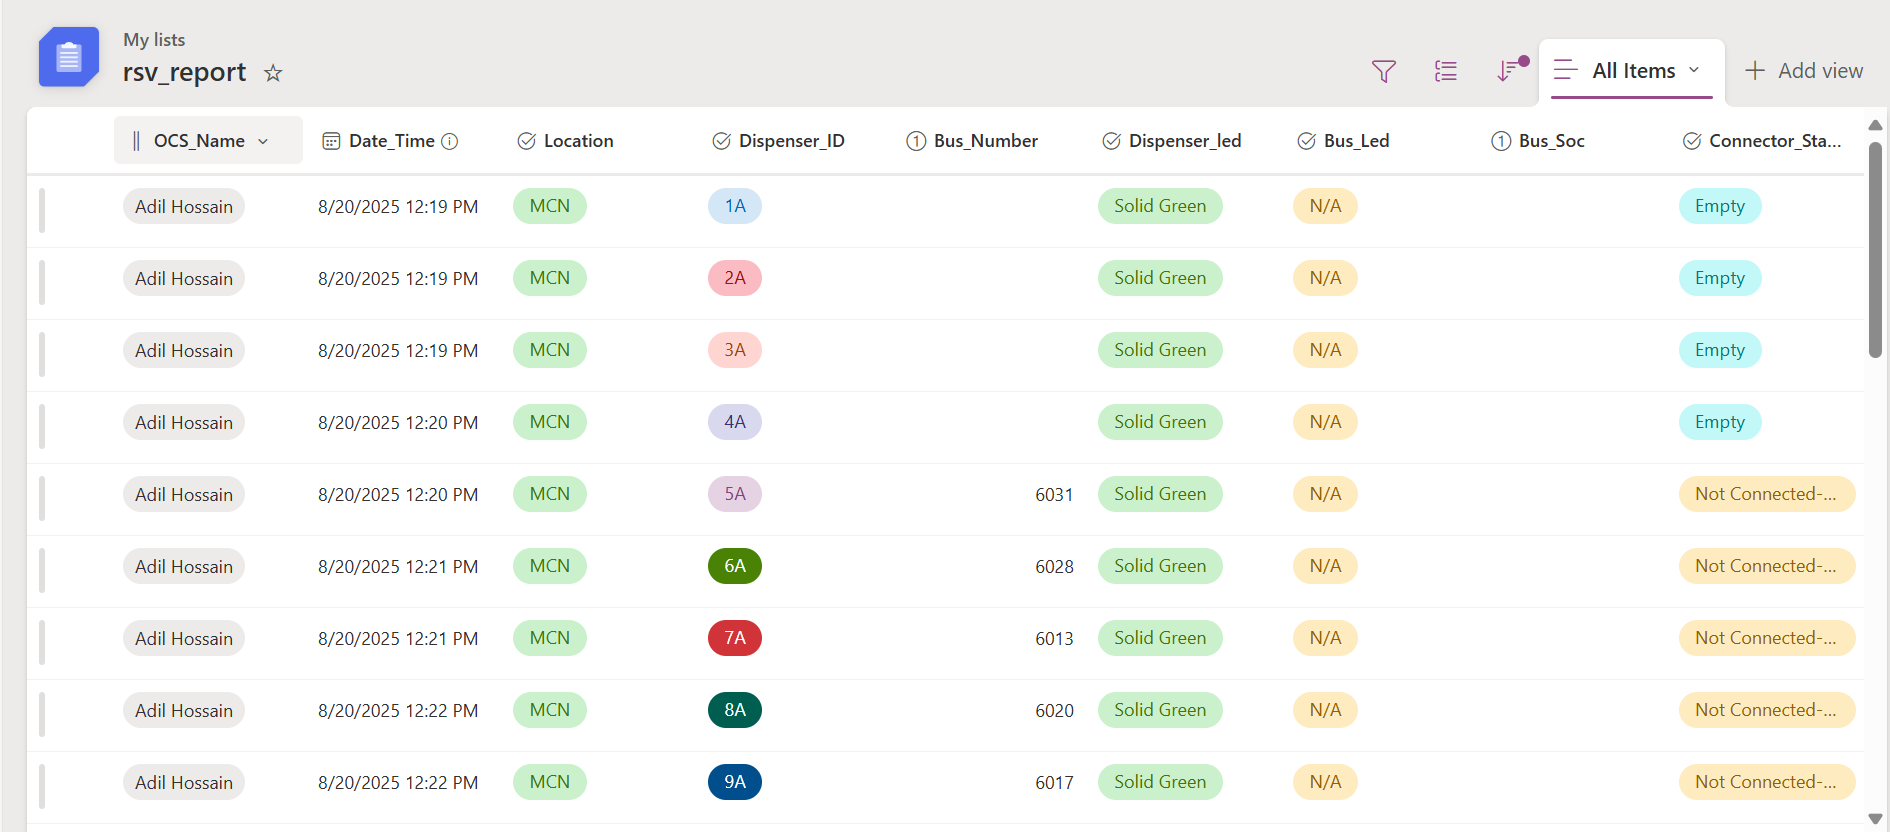 My lists
rsv_report
All Items
Add view
OCS_Name Date_Time Location Dispenser_ID Bus_Number Dispenser_led Bus_Led Bus_Soc Connector_Sta...
Adil Hossain 8/20/2025 12:19 PM MCN 1A Solid Green N/A Empty
Adil Hossain 8/20/2025 12:19 PM MCN 2A Solid Green N/A Empty
Adil Hossain 8/20/2025 12:19 PM MCN 3A Solid Green N/A Empty
Adil Hossain 8/20/2025 12:20 PM MCN 4A Solid Green N/A Empty
Adil Hossain 8/20/2025 12:20 PM MCN 5A 6031 Solid Green N/A Not Connected-...
Adil Hossain 8/20/2025 12:21 PM MCN 6A 6028 Solid Green N/A Not Connected-...
Adil Hossain 8/20/2025 12:21 PM MCN 7A 6013 Solid Green N/A Not Connected-...
Adil Hossain 8/20/2025 12:22 PM MCN 8A 6020 Solid Green N/A Not Connected-...
Adil Hossain 8/20/2025 12:22 PM MCN 9A 6017 Solid Green N/A Not Connected-...